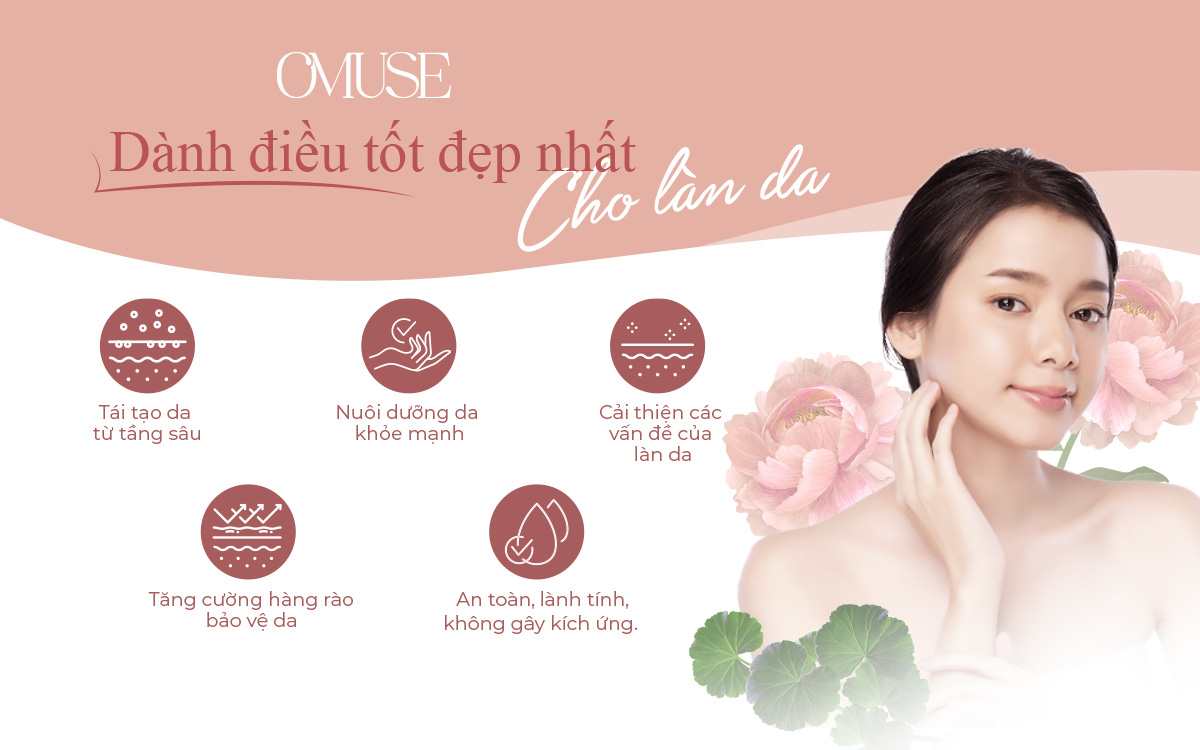 O'MUSE
Dành điều tốt đẹp nhất
Cho làn da
Tái tạo da
từ tầng sâu
Nuôi dưỡng da
khỏe mạnh
Cải thiện các
vấn đề của
làn da
Tăng cường hàng rào
bảo vệ da
An toàn, lành tính,
không gây kích ứng.